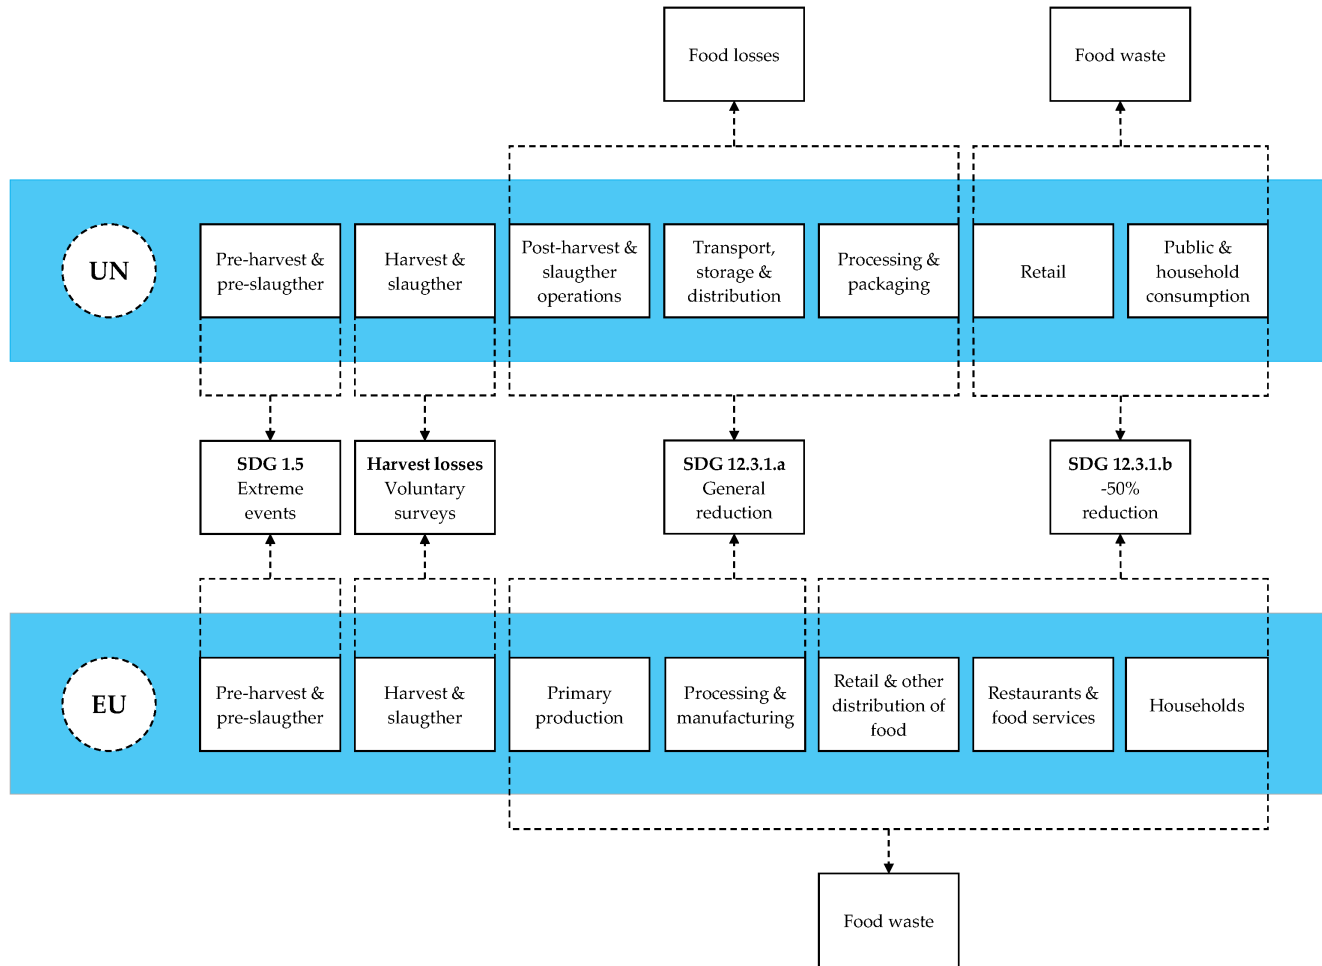 Food losses
Food waste
UN
Pre-harvest &
pre-slaugther
Harvest &
slaugther
Post-harvest &
slaugther
operations
Transport,
storage &
distribution
Processing &
packaging
Retail
Public &
household
consumption
SDG 1.5
Extreme
events
Harvest losses
Voluntary
surveys
SDG 12.3.1.a
General
reduction
SDG 12.3.1.b
-50%
reduction
EU
Pre-harvest &
pre-slaugther
Harvest &
slaugther
Primary
production
Processing &
manufacturing
Retail & other
distribution of
food
Restaurants &
food services
Households
Food waste